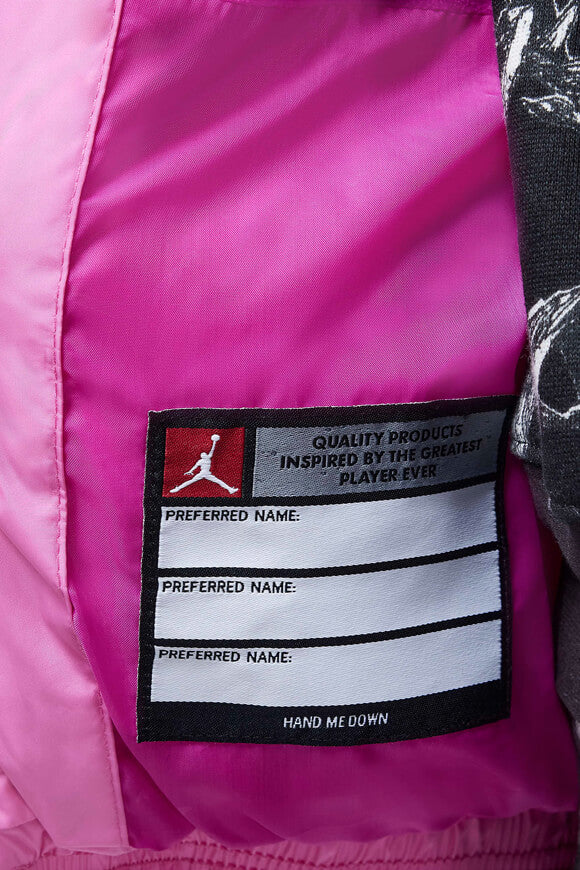 QUALITY PRODUCTS
INSPIRED BY THE GREATEST
PLAYER EVER
PREFERRED NAME:
PREFERRED NAME:
PREFERRED NAME:
HAND ME DOWN